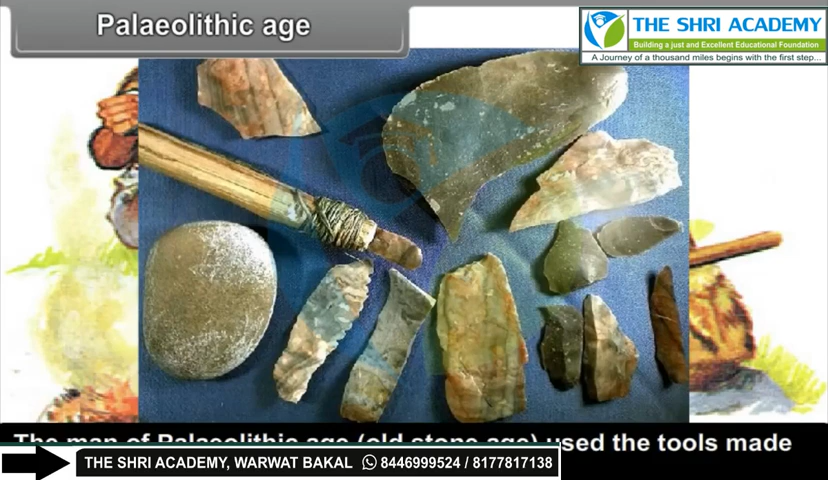 Palaeolithic age
THE SHRI ACADEMY
Building a just and Excellent Educational Foundation
A Journey of a thousand miles begins with the first step...
The man of Palaeolithic age (old stone age) used the tools made
THE SHRI ACADEMY, WARWAT BAKAL 8446999524 / 8177817138